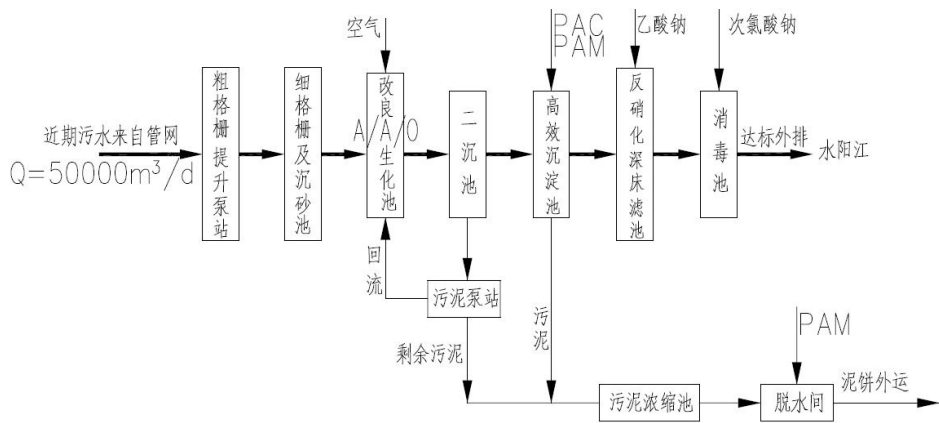 空气
PAC
PAM
乙酸钠
次氯酸钠
近期污水来自管网
Q=50000m³/d
粗格栅提升泵站
细格栅及沉砂池
改良A/A/O生化池
二沉池
高效沉淀池
反硝化深床滤池
消毒池
达标外排
水阳江
回流
污泥泵站
剩余污泥
污泥
PAM
污泥浓缩池
脱水间
泥饼外运